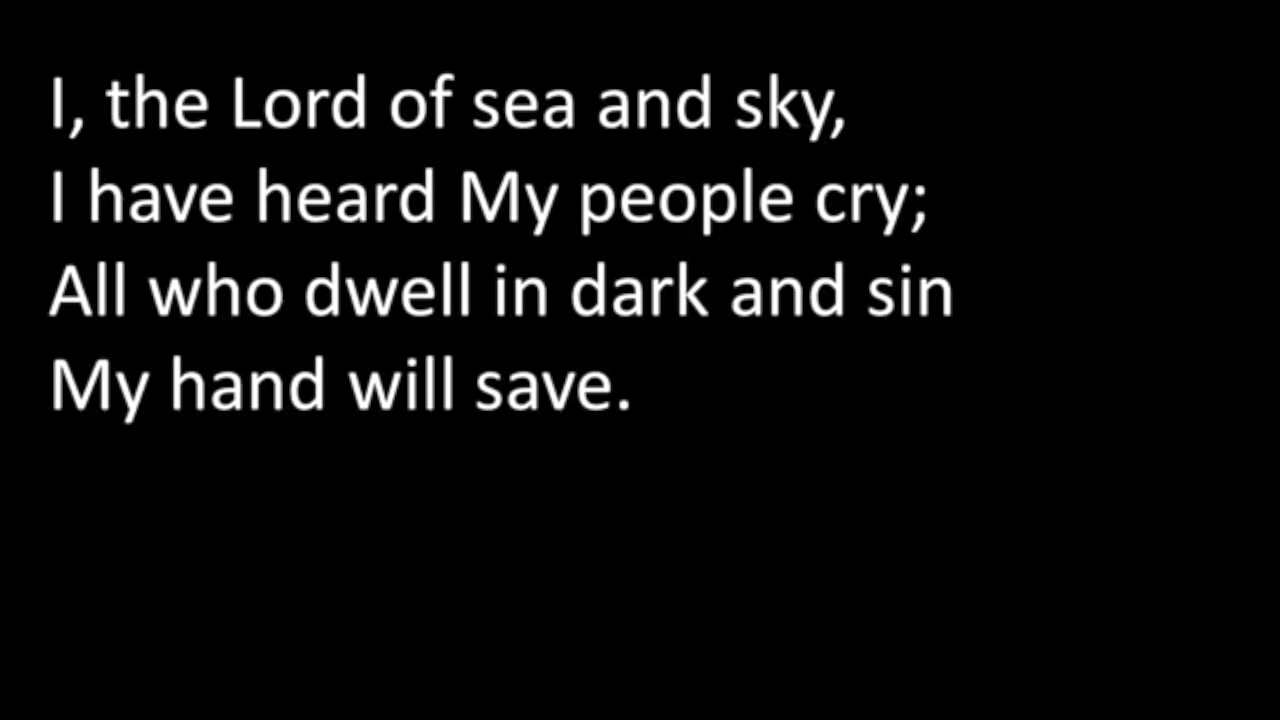 I, the Lord of sea and sky,
I have heard My people cry;
All who dwell in dark and sin
My hand will save.